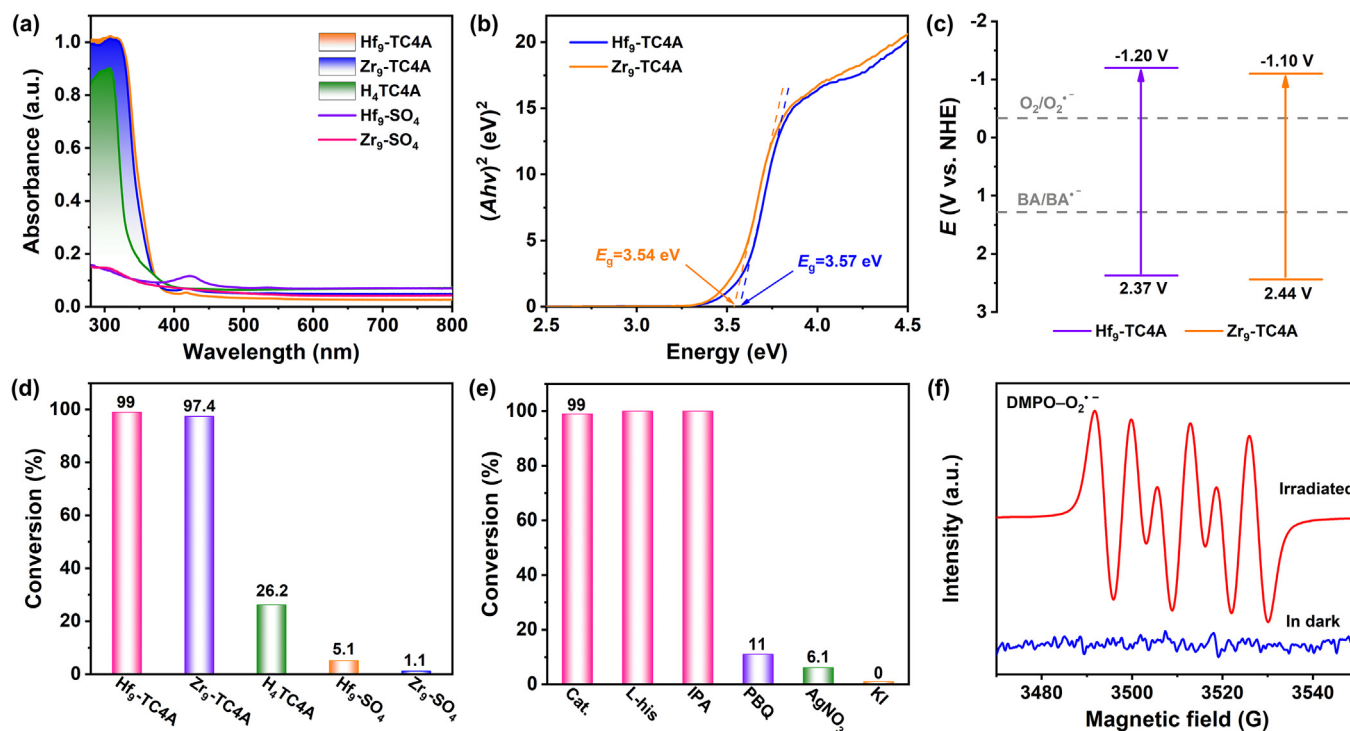 (a)
Absorbance (a.u.)
1.0
0.8
0.6
0.4
0.2
0.0
Hf₉-TC4A
Zr₉-TC4A
H₄TC4A
Hf₉-SO₄
Zr₉-SO₄
300 400 500 600 700 800
Wavelength (nm)
(b)
(Ahν)² (eV)²
20
15
10
5
0
Hf₉-TC4A
Zr₉-TC4A
E_g=3.54 eV
E_g=3.57 eV
2.5 3.0 3.5 4.0 4.5
Energy (eV)
(c)
E (V vs. NHE)
-2
-1
0
1
2
3
-1.20 V
-1.10 V
O₂/O₂•⁻
BA/BA•⁻
2.37 V
2.44 V
Hf₉-TC4A Zr₉-TC4A
(d)
Conversion (%)
100
80
60
40
20
0
99
97.4
26.2
5.1
1.1
Hf₉-TC4A
Zr₉-TC4A
H₄TC4A
Hf₉-SO₄
Zr₉-SO₄
(e)
Conversion (%)
100
80
60
40
20
0
99
11
6.1
0
Cat.
L-his
IPA
PBQ
AgNO₃
KI
(f)
Intensity (a.u.)
DMPO–O₂•⁻
Irradiated
In dark
3480 3500 3520 3540
Magnetic field (G)